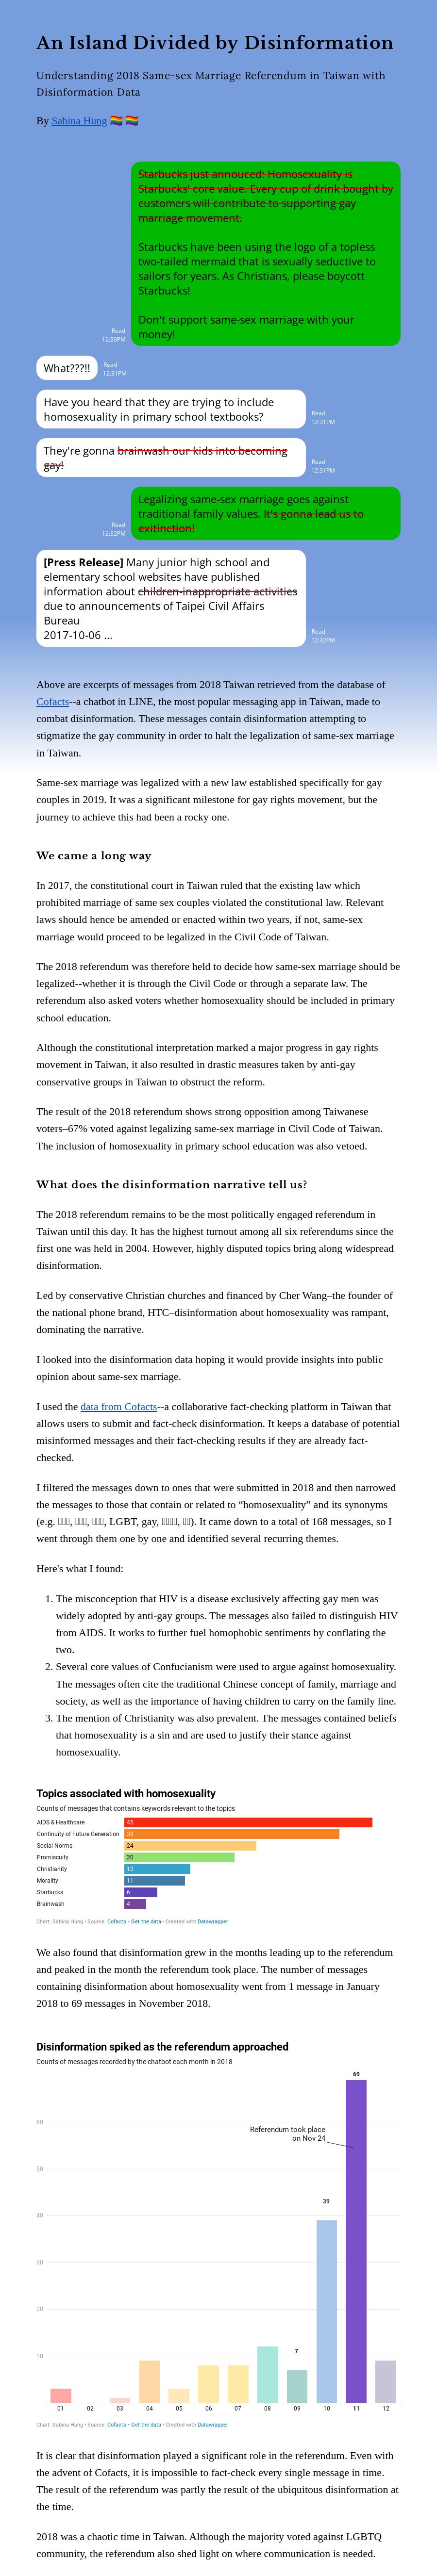 An Island Divided by Disinformation
Understanding 2018 Same-sex Marriage Referendum in Taiwan with
Disinformation Data
By Sabina Hung 🏳️‍🌈 🏳️‍🌈
Starbucks just annouced: Homosexuality is
Starbucks' core value. Every cup of drink bought by
customers will contribute to supporting gay
marriage movement.
Starbucks have been using the logo of a topless
two-tailed mermaid that is sexually seductive to
sailors for years. As Christians, please boycott
Starbucks!
Don't support same-sex marriage with your
money!
Read
12:30PM
What???!!
Read
12:31PM
Have you heard that they are trying to include
homosexuality in primary school textbooks?
Read
12:31PM
They're gonna brainwash our kids into becoming
gay!
Read
12:31PM
Legalizing same-sex marriage goes against
traditional family values. It's gonna lead us to
exitinction!
Read
12:32PM
[Press Release] Many junior high school and
elementary school websites have published
information about children-inappropriate activities
due to announcements of Taipei Civil Affairs
Bureau
2017-10-06 ...
Read
12:32PM
Above are excerpts of messages from 2018 Taiwan retrieved from the database of
Cofacts--a chatbot in LINE, the most popular messaging app in Taiwan, made to
combat disinformation. These messages contain disinformation attempting to
stigmatize the gay community in order to halt the legalization of same-sex marriage
in Taiwan.
Same-sex marriage was legalized with a new law established specifically for gay
couples in 2019. It was a significant milestone for gay rights movement, but the
journey to achieve this had been a rocky one.
We came a long way
In 2017, the constitutional court in Taiwan ruled that the existing law which
prohibited marriage of same sex couples violated the constitutional law. Relevant
laws should hence be amended or enacted within two years, if not, same-sex
marriage would proceed to be legalized in the Civil Code of Taiwan.
The 2018 referendum was therefore held to decide how same-sex marriage should be
legalized--whether it is through the Civil Code or through a separate law. The
referendum also asked voters whether homosexuality should be included in primary
school education.
Although the constitutional interpretation marked a major progress in gay rights
movement in Taiwan, it also resulted in drastic measures taken by anti-gay
conservative groups in Taiwan to obstruct the reform.
The result of the 2018 referendum shows strong opposition among Taiwanese
voters–67% voted against legalizing same-sex marriage in Civil Code of Taiwan.
The inclusion of homosexuality in primary school education was also vetoed.
What does the disinformation narrative tell us?
The 2018 referendum remains to be the most politically engaged referendum in
Taiwan until this day. It has the highest turnout among all six referendums since the
first one was held in 2004. However, highly disputed topics bring along widespread
disinformation.
Led by conservative Christian churches and financed by Cher Wang–the founder of
the national phone brand, HTC–disinformation about homosexuality was rampant,
dominating the narrative.
I looked into the disinformation data hoping it would provide insights into public
opinion about same-sex marriage.
I used the data from Cofacts--a collaborative fact-checking platform in Taiwan that
allows users to submit and fact-check disinformation. It keeps a database of potential
misinformed messages and their fact-checking results if they are already fact-
checked.
I filtered the messages down to ones that were submitted in 2018 and then narrowed
the messages to those that contain or related to “homosexuality” and its synonyms
(e.g. , , , LGBT, gay, , ). It came down to a total of 168 messages, so I
went through them one by one and identified several recurring themes.
Here's what I found:
1. The misconception that HIV is a disease exclusively affecting gay men was
widely adopted by anti-gay groups. The messages also failed to distinguish HIV
from AIDS. It works to further fuel homophobic sentiments by conflating the
two.
2. Several core values of Confucianism were used to argue against homosexuality.
The messages often cite the traditional Chinese concept of family, marriage and
society, as well as the importance of having children to carry on the family line.
3. The mention of Christianity was also prevalent. The messages contained beliefs
that homosexuality is a sin and are used to justify their stance against
homosexuality.
Topics associated with homosexuality
Counts of messages that contains keywords relevant to the topics
AIDS & Healthcare 45
Continuity of Future Generation 39
Social Norms 24
Promiscuity 20
Christianity 12
Morality 11
Starbucks 6
Brainwash 4
Chart: Sabina Hung • Source: Cofacts • Get the data • Created with Datawrapper
We also found that disinformation grew in the months leading up to the referendum
and peaked in the month the referendum took place. The number of messages
containing disinformation about homosexuality went from 1 message in January
2018 to 69 messages in November 2018.
Disinformation spiked as the referendum approached
Counts of messages recorded by the chatbot each month in 2018
69
60
Referendum took place
on Nov 24
50
39
40
30
20
7
10
01 02 03 04 05 06 07 08 09 10 11 12
Chart: Sabina Hung • Source: Cofacts • Get the data • Created with Datawrapper
It is clear that disinformation played a significant role in the referendum. Even with
the advent of Cofacts, it is impossible to fact-check every single message in time.
The result of the referendum was partly the result of the ubiquitous disinformation at
the time.
2018 was a chaotic time in Taiwan. Although the majority voted against LGBTQ
community, the referendum also shed light on where communication is needed.